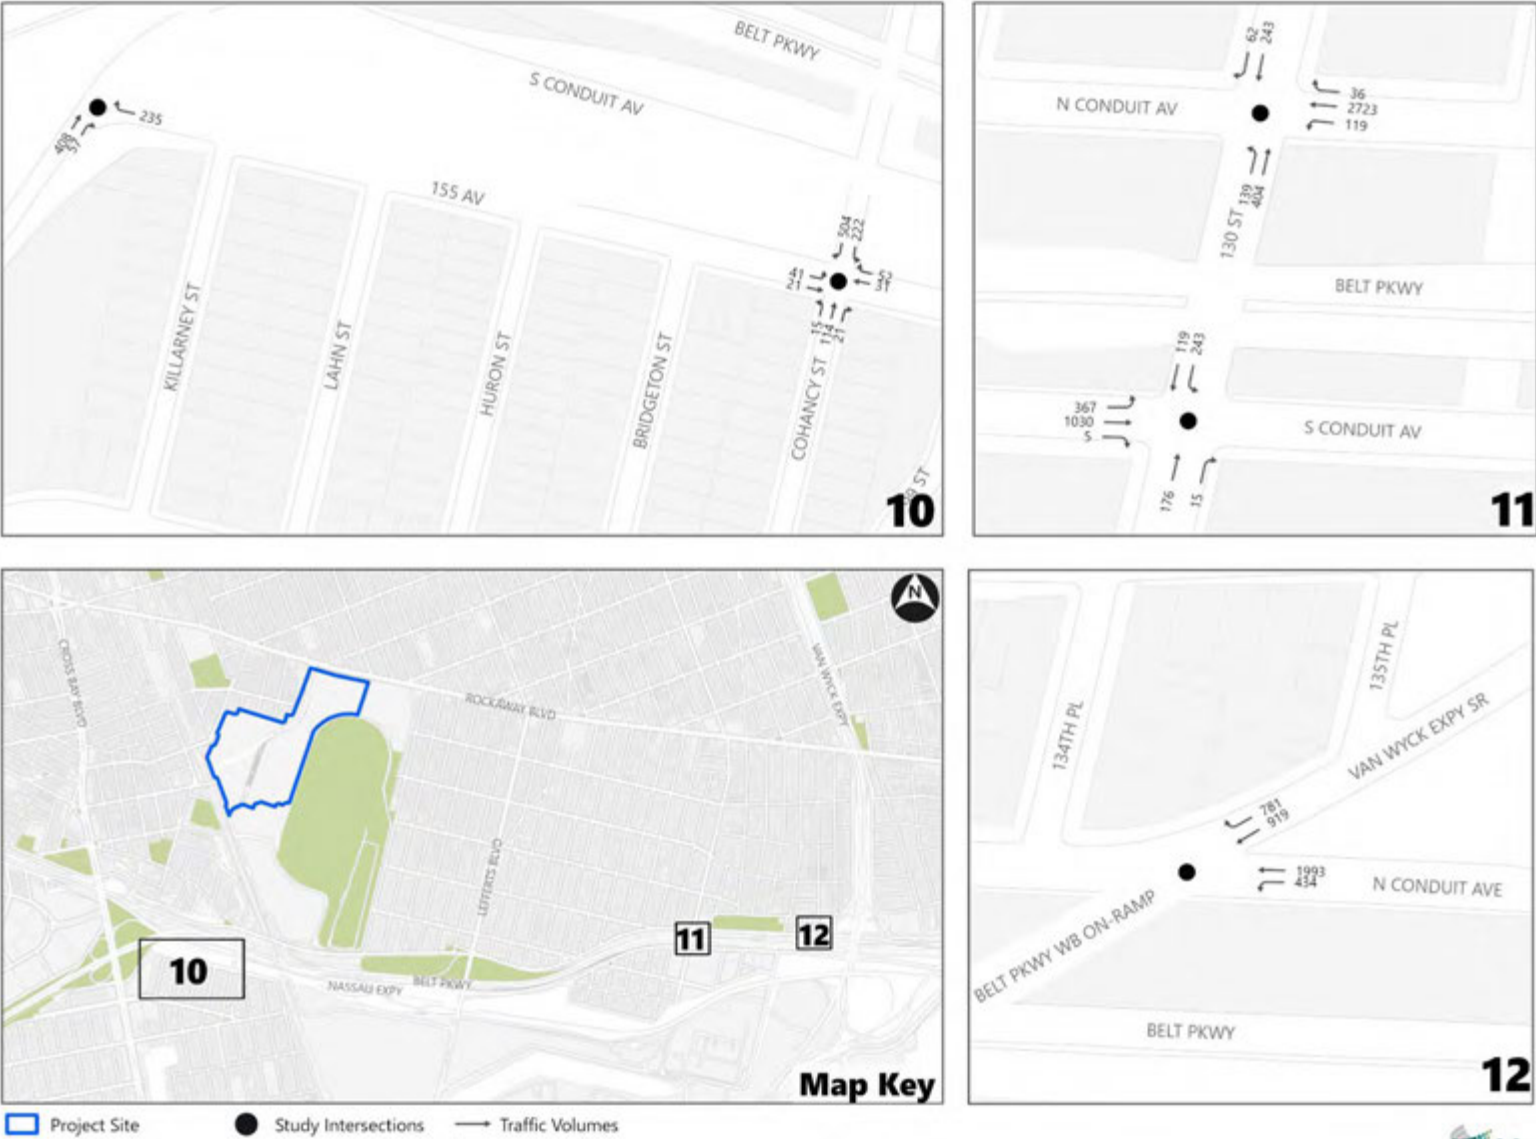 BELT PKWY
S CONDUIT AV
235
408
57
155 AV
504
222
41
21
52
31
15
114
21
KILLARNEY ST
LAHN ST
HURON ST
BRIDGETON ST
COHANCY ST
ST
10
62
243
N CONDUIT AV
36
2723
119
139
404
130 ST
BELT PKWY
119
243
367
1030
5
S CONDUIT AV
176
15
11
N
CROSS BAY BLVD
VAN WYCK EXPY
ROCKAWAY BLVD
LEFFERTS BLVD
11
12
10
NASSAU EXPY
BELT PKWY
Map Key
134TH PL
135TH PL
VAN WYCK EXPY SR
781
919
1993
434
N CONDUIT AVE
BELT PKWY WB ON-RAMP
BELT PKWY
12
Project Site
Study Intersections
Traffic Volumes